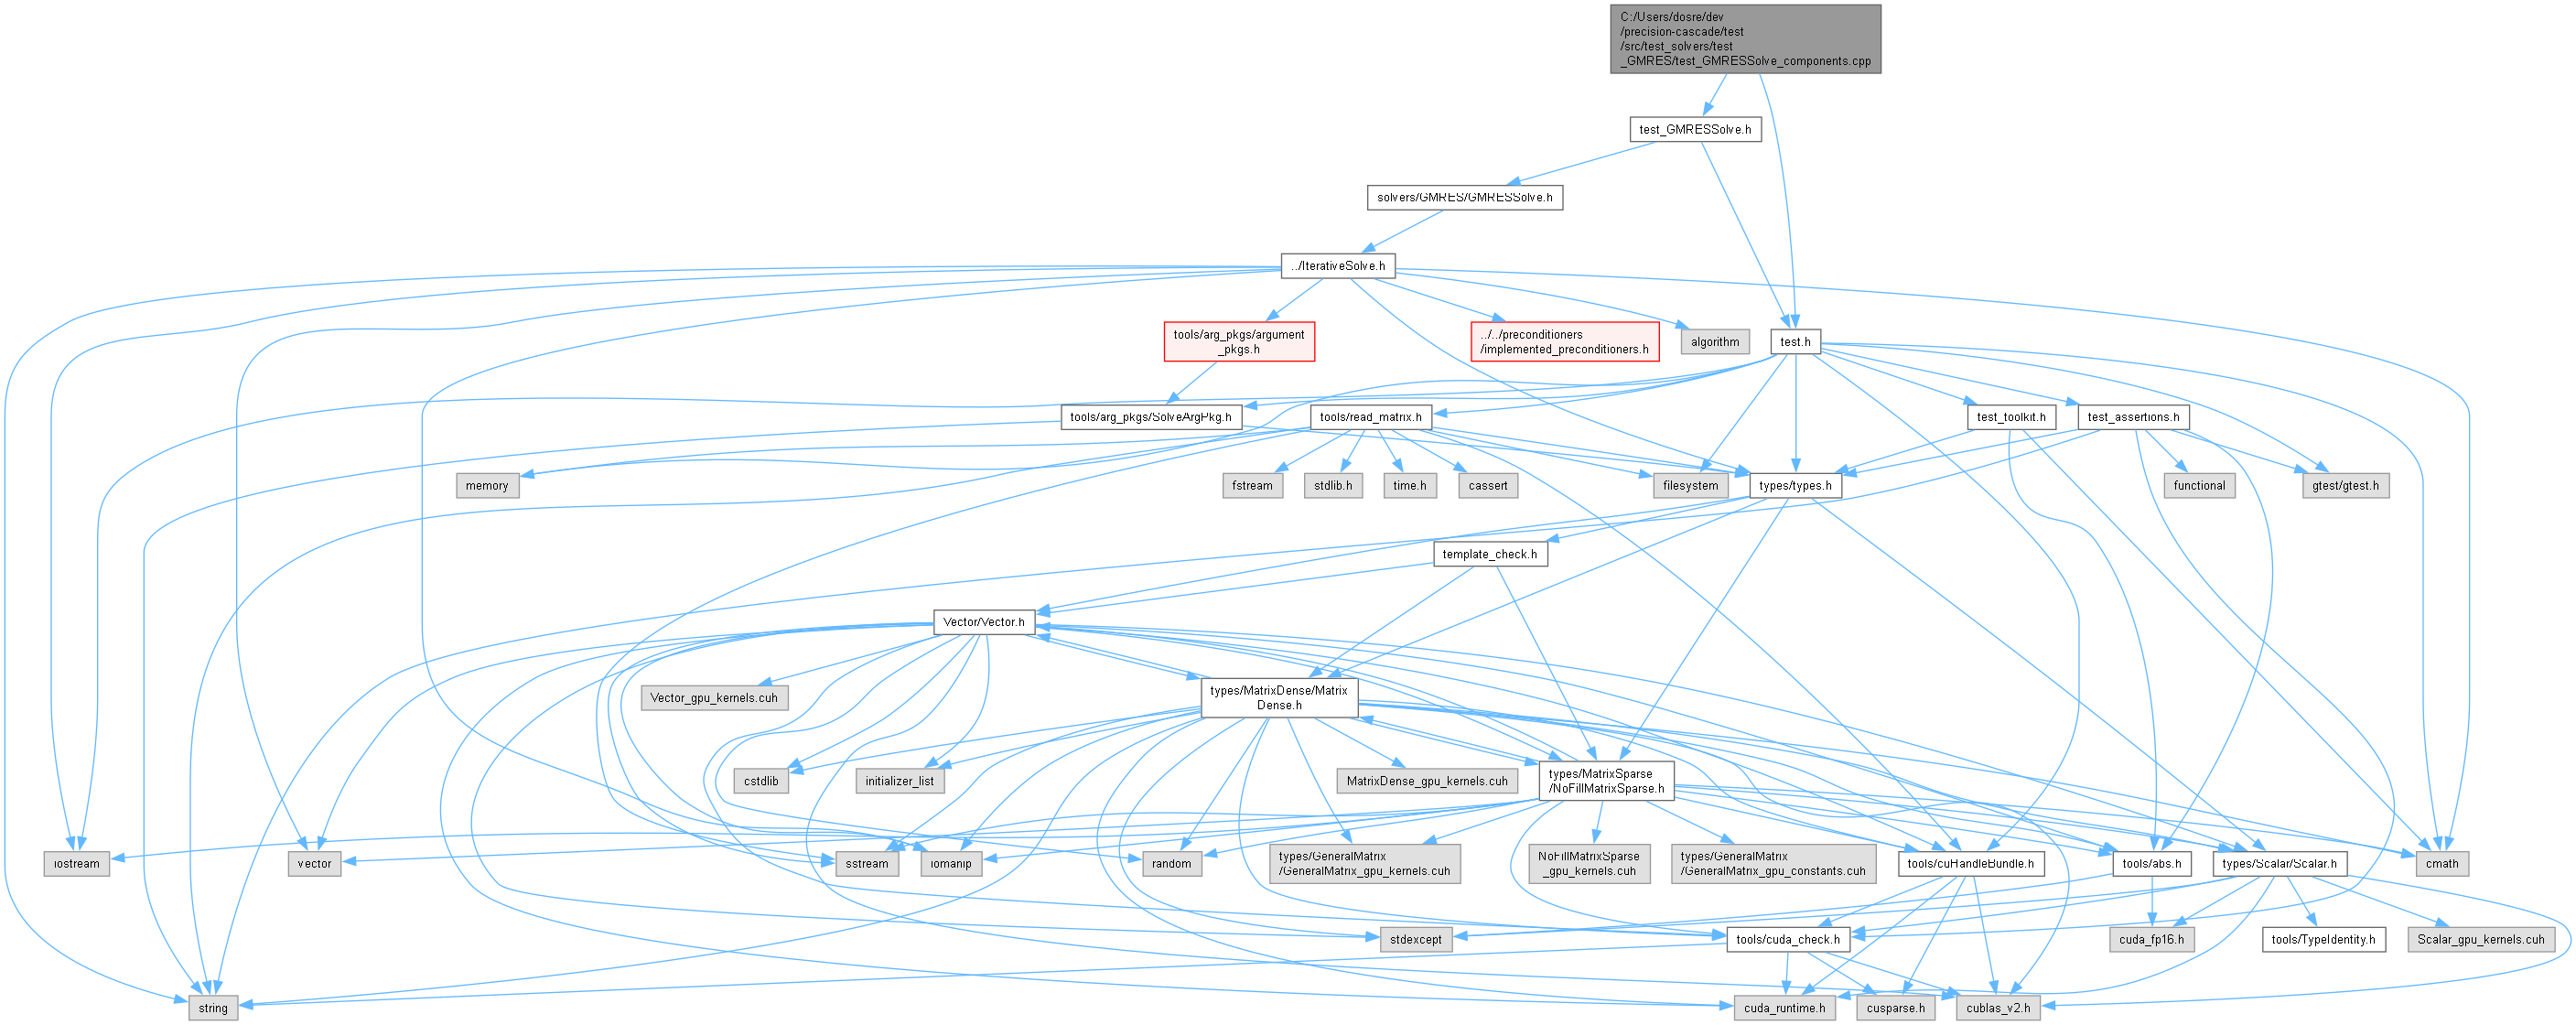 C:/Users/dosre/dev
/precision-cascade/test
/src/test_solvers/test
_GMRES/test_GMRESSolve_components.cpp
test_GMRESSolve.h
solvers/GMRES/GMRESSolve.h
../IterativeSolve.h
tools/arg_pkgs/argument
_pkgs.h
../../preconditioners
/implemented_preconditioners.h
algorithm
test.h
tools/arg_pkgs/SolveArgPkg.h
tools/read_matrix.h
test_toolkit.h
test_assertions.h
memory
fstream
stdlib.h
time.h
cassert
filesystem
types/types.h
functional
gtest/gtest.h
template_check.h
Vector/Vector.h
Vector_gpu_kernels.cuh
types/MatrixDense/Matrix
Dense.h
cstdlib
initializer_list
MatrixDense_gpu_kernels.cuh
types/MatrixSparse
/NoFillMatrixSparse.h
iostream
vector
sstream
iomanip
random
types/GeneralMatrix
/GeneralMatrix_gpu_kernels.cuh
NoFillMatrixSparse
_gpu_kernels.cuh
types/GeneralMatrix
/GeneralMatrix_gpu_constants.cuh
tools/cuHandleBundle.h
tools/abs.h
types/Scalar/Scalar.h
cmath
stdexcept
tools/cuda_check.h
cuda_fp16.h
tools/TypeIdentity.h
Scalar_gpu_kernels.cuh
string
cuda_runtime.h
cusparse.h
cublas_v2.h